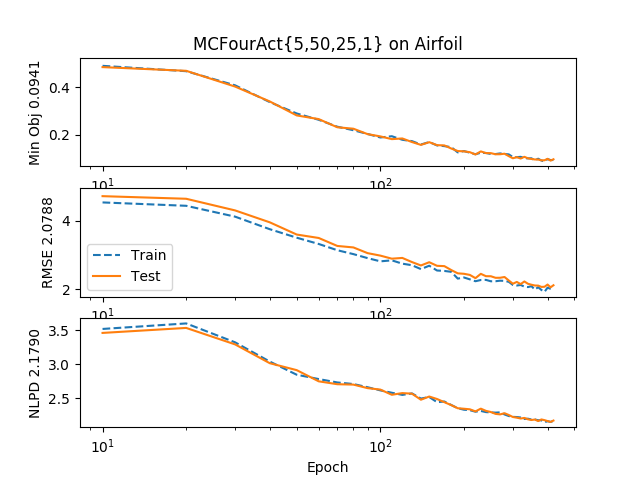 MCFourAct{5,50,25,1} on Airfoil
Min Obj 0.0941
0.4
0.2
10¹
10²
RMSE 2.0788
4
2
Train
Test
10¹
10²
NLPD 2.1790
3.5
3.0
2.5
10¹
10²
Epoch